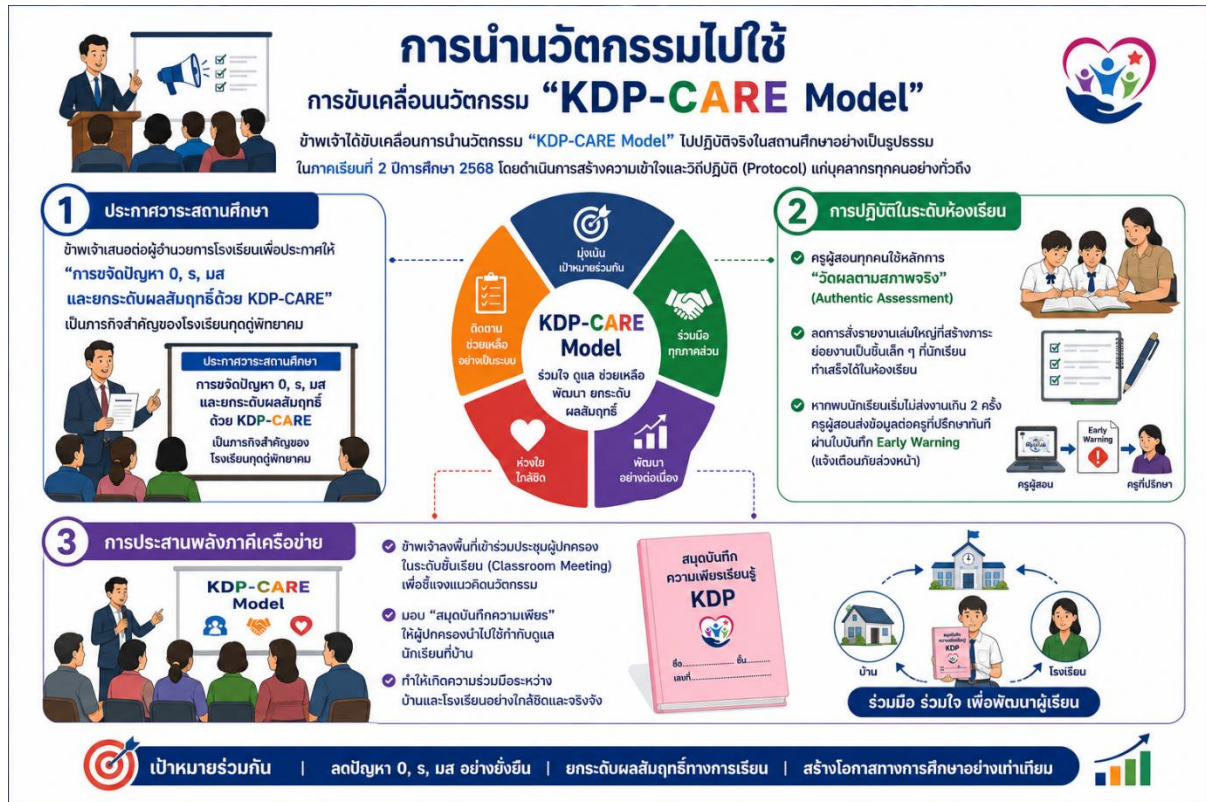 การนำนวัตกรรมไปใช้
การขับเคลื่อนนวัตกรรม “KDP-CARE Model”
ข้าพเจ้าได้ขับเคลื่อนการนำนวัตกรรม “KDP-CARE Model” ไปปฏิบัติจริงในสถานศึกษาอย่างเป็นรูปธรรม
ในภาคเรียนที่ 2 ปีการศึกษา 2568 โดยดำเนินการสร้างความเข้าใจและวิถีปฏิบัติ (Protocol) แก่บุคลากรทุกคนอย่างทั่วถึง
1 ประกาศวาระสถานศึกษา
ข้าพเจ้าเสนอต่อผู้อำนวยการโรงเรียนเพื่อประกาศให้
“การขจัดปัญหา 0, ร, มส
และยกระดับผลสัมฤทธิ์ด้วย KDP-CARE”
เป็นภารกิจสำคัญของโรงเรียนกุดตู่พิทยาคม
ประกาศวาระสถานศึกษา
การขจัดปัญหา 0, ร, มส
และยกระดับผลสัมฤทธิ์
ด้วย KDP-CARE
เป็นภารกิจสำคัญของ
โรงเรียนกุดตู่พิทยาคม
มุ่งเน้น
เป้าหมายร่วมกัน
ร่วมมือ
ทุกภาคส่วน
พัฒนา
อย่างต่อเนื่อง
ห่วงใย
ใกล้ชิด
ติดตาม
ช่วยเหลือ
อย่างเป็นระบบ
KDP-CARE
Model
ร่วมใจ ดูแล ช่วยเหลือ
พัฒนา ยกระดับ
ผลสัมฤทธิ์
2 การปฏิบัติในระดับห้องเรียน
ครูผู้สอนทุกคนใช้หลักการ
“วัดผลตามสภาพจริง”
(Authentic Assessment)
ลดการสั่งรายงานเล่มใหญ่ที่สร้างภาระ
ย่อยงานเป็นชิ้นเล็ก ๆ ที่นักเรียน
ทำเสร็จได้ในห้องเรียน
หากพบนักเรียนเริ่มไม่ส่งงานเกิน 2 ครั้ง
ครูผู้สอนส่งข้อมูลต่อครูที่ปรึกษาทันที
ผ่านใบบันทึก Early Warning
(แจ้งเตือนภัยล่วงหน้า)
Early
Warning
ครูผู้สอน
ครูที่ปรึกษา
3 การประสานพลังภาคีเครือข่าย
KDP-CARE
Model
ข้าพเจ้าลงพื้นที่เข้าร่วมประชุมผู้ปกครอง
ในระดับชั้นเรียน (Classroom Meeting)
เพื่อชี้แจงแนวคิดนวัตกรรม
มอบ “สมุดบันทึกความเพียร”
ให้ผู้ปกครองนำไปใช้กำกับดูแล
นักเรียนที่บ้าน
ทำให้เกิดความร่วมมือระหว่าง
บ้านและโรงเรียนอย่างใกล้ชิดและจริงจัง
สมุดบันทึก
ความเพียรเรียนรู้
KDP
ชื่อ.................. ชั้น..........
เลขที่..............................
KDP
บ้าน
โรงเรียน
ร่วมมือ ร่วมใจ เพื่อพัฒนาผู้เรียน
เป้าหมายร่วมกัน | ลดปัญหา 0, ร, มส อย่างยั่งยืน | ยกระดับผลสัมฤทธิ์ทางการเรียน | สร้างโอกาสทางการศึกษาอย่างเท่าเทียม